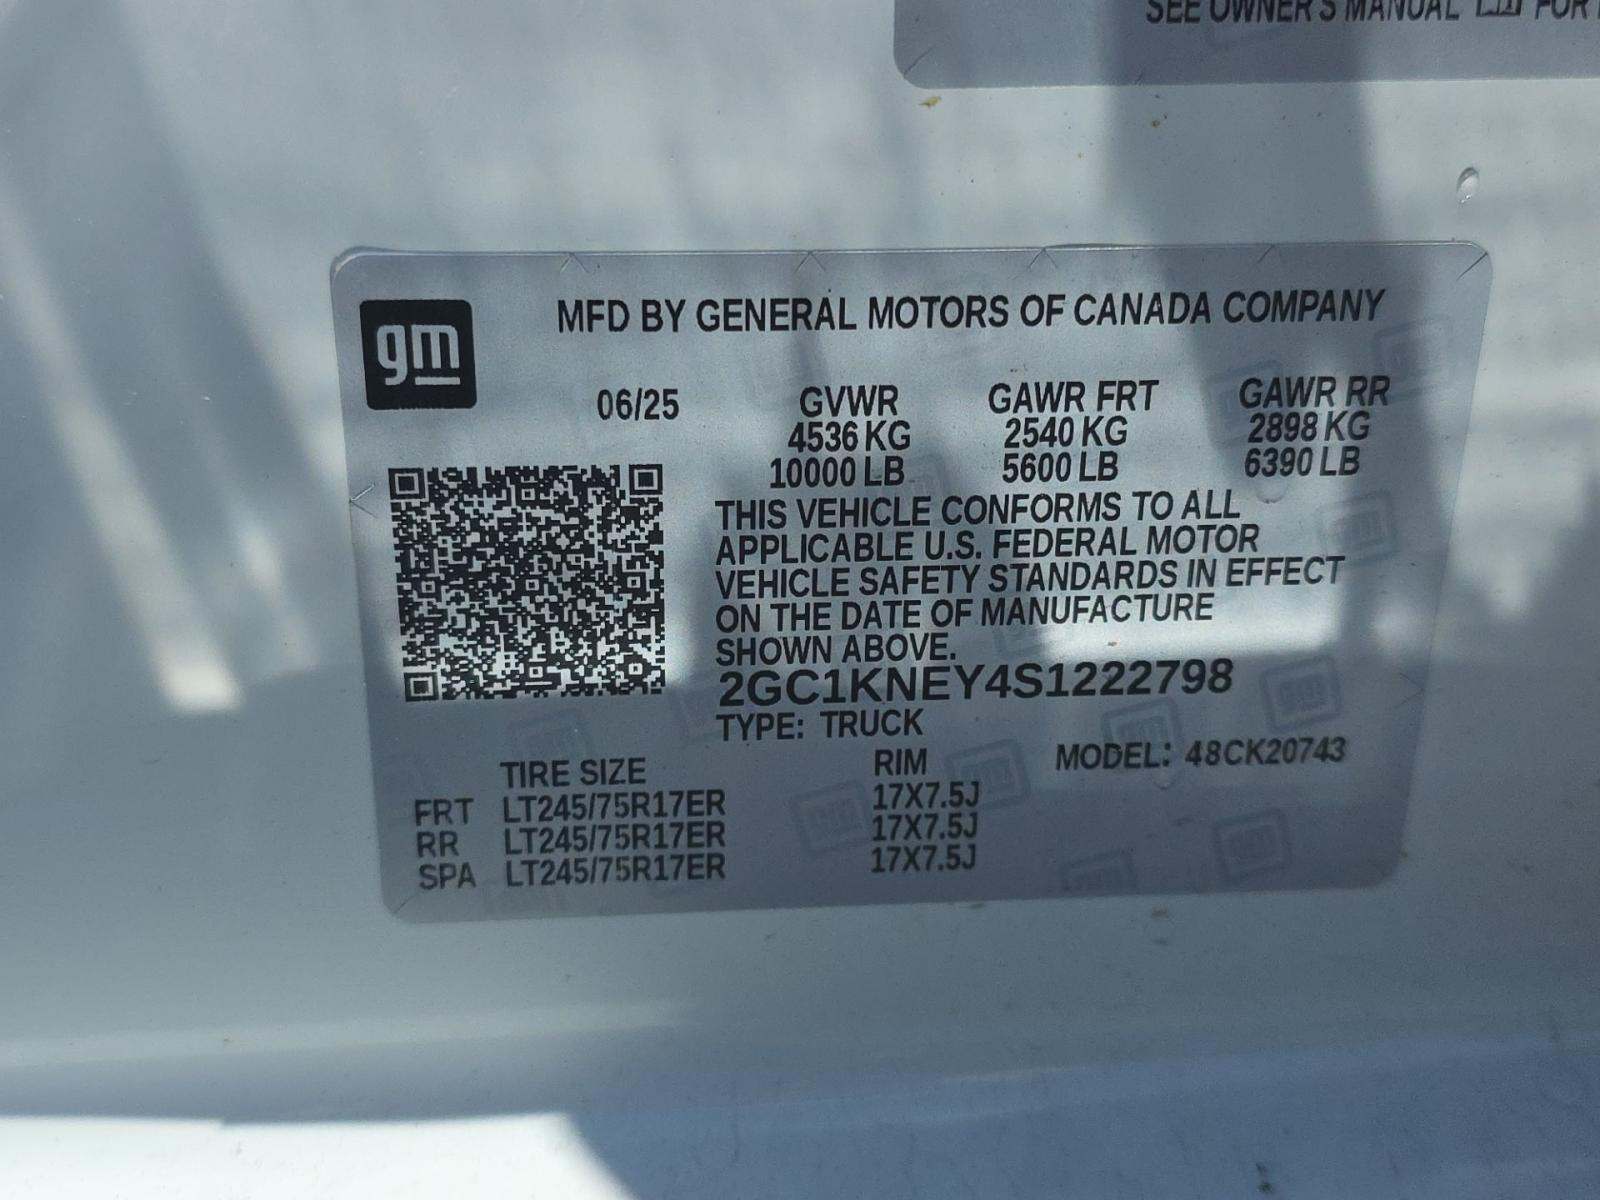 SEE OWNER'S MANUAL FOR
gm
MFD BY GENERAL MOTORS OF CANADA COMPANY
06/25 GVWR GAWR FRT GAWR RR
4536 KG 2540 KG 2898 KG
10000 LB 5600 LB 6390 LB
THIS VEHICLE CONFORMS TO ALL
APPLICABLE U.S. FEDERAL MOTOR
VEHICLE SAFETY STANDARDS IN EFFECT
ON THE DATE OF MANUFACTURE
SHOWN ABOVE.
2GC1KNEY4S1222798
TYPE: TRUCK
TIRE SIZE RIM MODEL: 48CK20743
FRT LT245/75R17ER 17X7.5J
RR LT245/75R17ER 17X7.5J
SPA LT245/75R17ER 17X7.5J